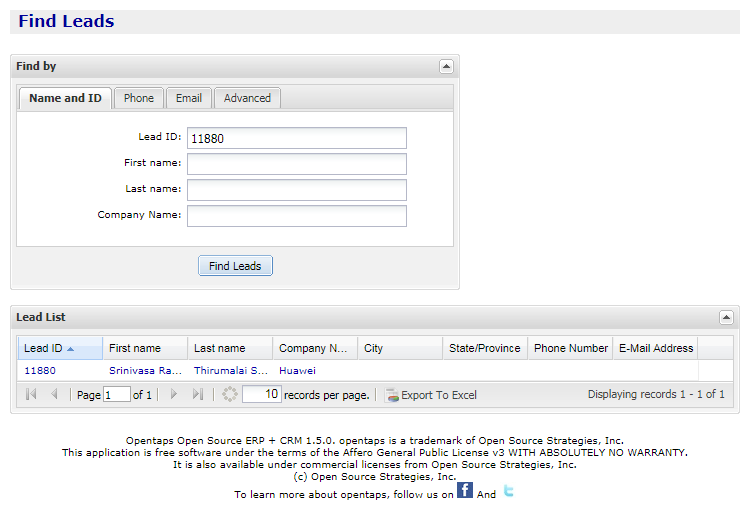 Find Leads
Find by
Name and ID Phone Email Advanced
Lead ID: 11880
First name:
Last name:
Company Name:
Find Leads
Lead List
Lead ID First name Last name Company N... City State/Province Phone Number E-Mail Address
11880 Srinivasa Ra... Thirumalai S... Huawei
Page 1 of 1 10 records per page. Export To Excel Displaying records 1 - 1 of 1
Opentaps Open Source ERP + CRM 1.5.0. opentaps is a trademark of Open Source Strategies, Inc.
This application is free software under the terms of the Affero General Public License v3 WITH ABSOLUTELY NO WARRANTY.
It is also available under commercial licenses from Open Source Strategies, Inc.
(c) Open Source Strategies, Inc.
To learn more about opentaps, follow us on f And t